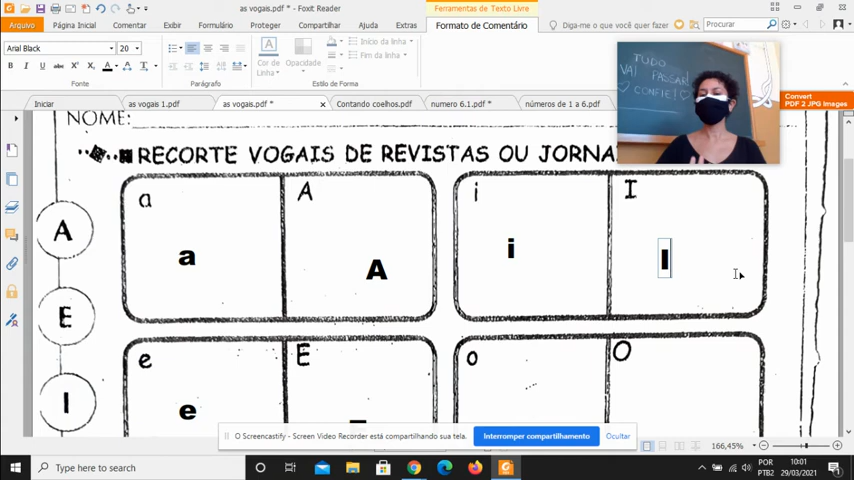 as vogais.pdf * - Foxit Reader
Ferramentas de Texto Livre
Arquivo
Página Inicial
Comentar
Exibir
Formulário
Proteger
Compartilhar
Ajuda
Extras
Formato de Comentário
Diga-me o que você quer fazer
Procurar
Arial Black
20
Fonte
Parágrafo
Cor de Linha
Opacidade
Início da linha
Fim da linha
Estilo de Forma
TUDO
VAI PASSAR!
CONFIE!
Convert
PDF 2 JPG Images
Iniciar
as vogais 1.pdf
as vogais.pdf *
Contando coelhos.pdf
numero 6.1.pdf *
números de 1 a 6.pdf
NOME:
RECORTE VOGAIS DE REVISTAS OU JORNA
a A i I
a A i I
A
E
I
e E o O
e
O Screencastify - Screen Video Recorder está compartilhando sua tela.
Interromper compartilhamento
Ocultar
166,45%
Type here to search
POR
PTB2
10:01
29/03/2021